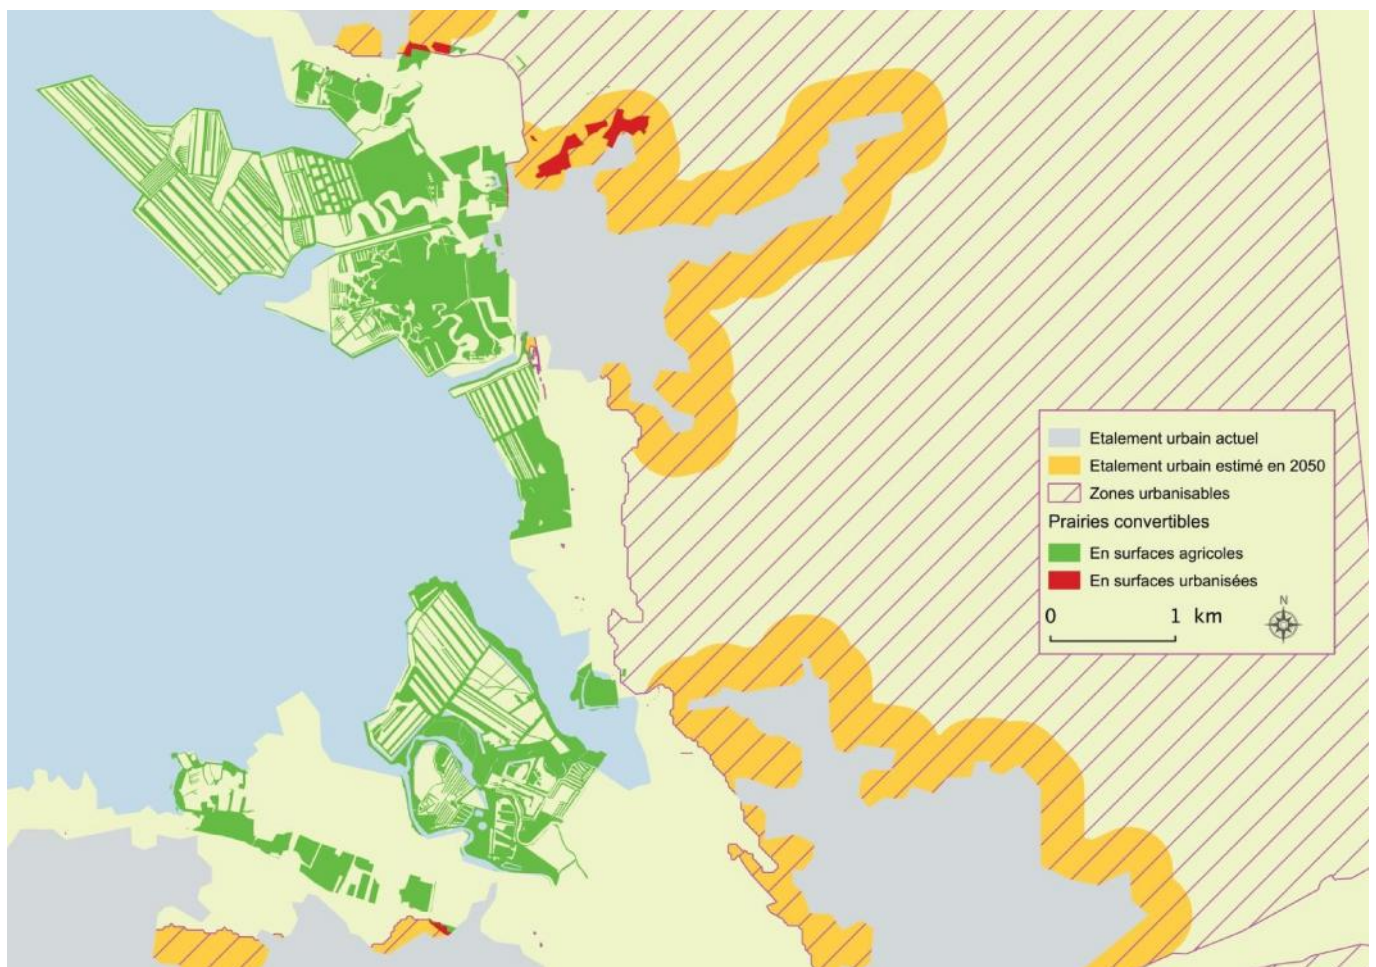 Etalement urbain actuel
Etalement urbain estimé en 2050
Zones urbanisables
Prairies convertibles
En surfaces agricoles
En surfaces urbanisées
0 1 km
N